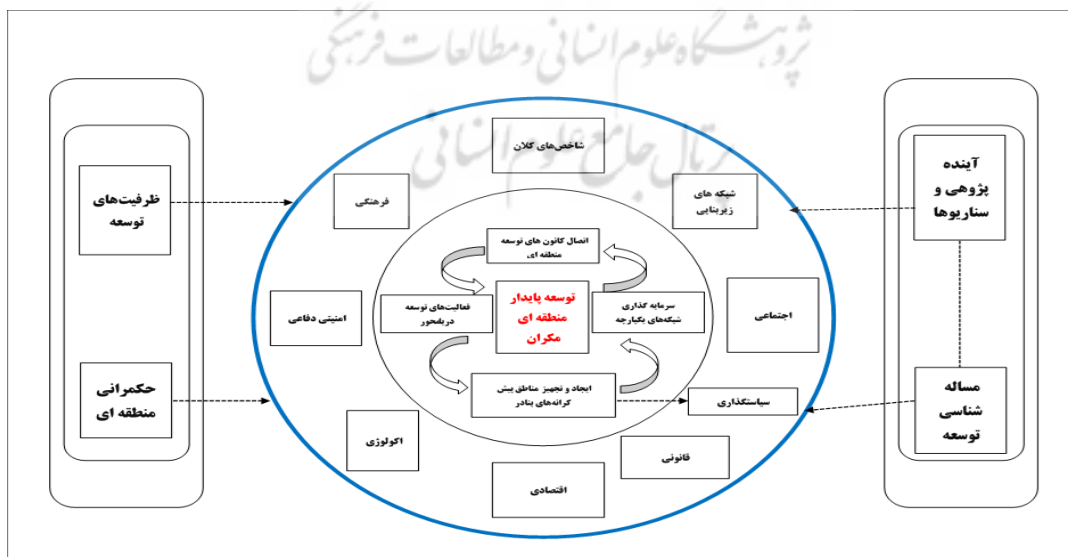 پژوهشگاه علوم انسانی و مطالعات فرهنگی
پرتال جامع علوم انسانی
شاخص‌های کلان
شبکه های
زیربنایی
فرهنگی
آینده
پژوهی و
سناریوها
ظرفیت‌های
توسعه
اتصال کانون های توسعه
منطقه ای
اجتماعی
سرمایه گذاری
شبکه‌های یکپارچه
توسعه پایدار
منطقه ای
مکران
فعالیت‌های توسعه
دریامحور
امنیتی دفاعی
مساله
شناسی
توسعه
سیاستگذاری
ایجاد و تجهیز مناطق پیش
کرانه‌های بنادر
حکمرانی
منطقه ای
قانونی
اکولوژی
اقتصادی